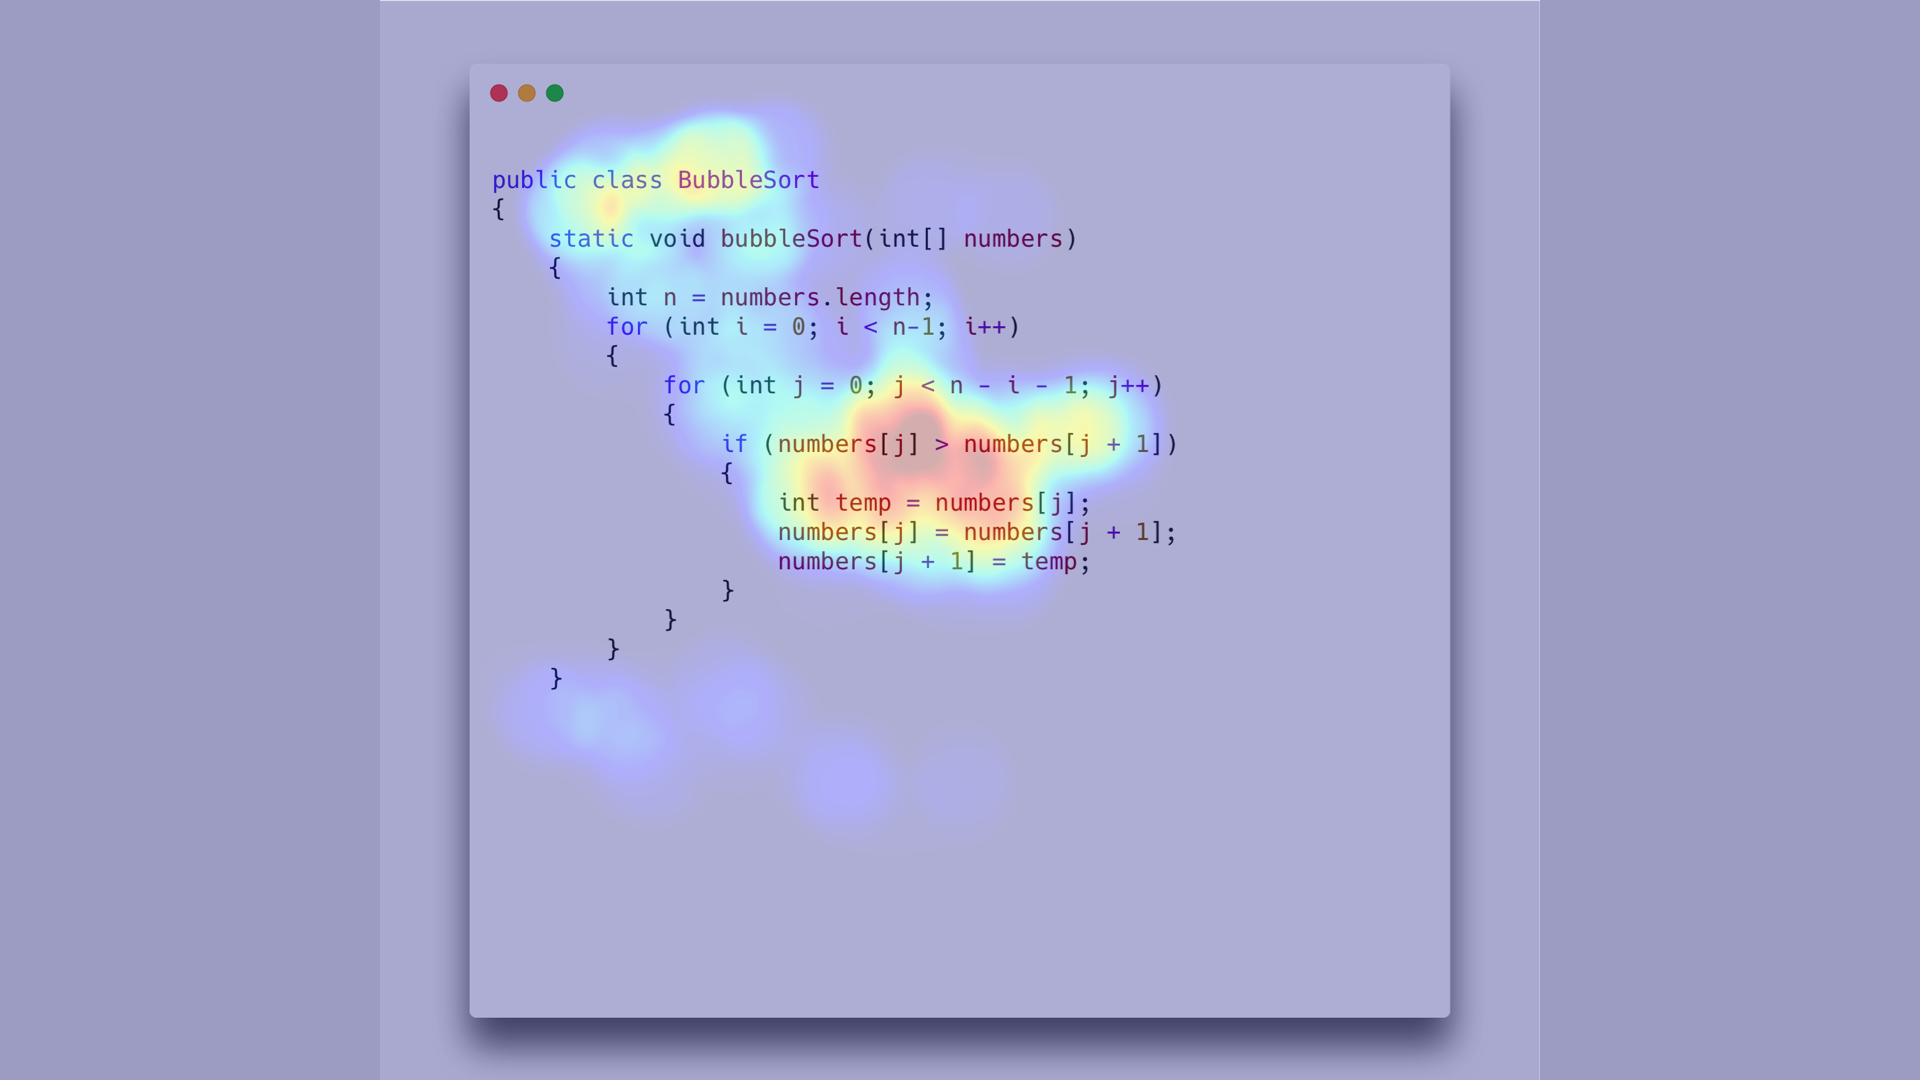 public class BubbleSort
{
    static void bubbleSort(int[] numbers)
    {
        int n = numbers.length;
        for (int i = 0; i < n-1; i++)
        {
            for (int j = 0; j < n - i - 1; j++)
            {
                if (numbers[j] > numbers[j + 1])
                {
                    int temp = numbers[j];
                    numbers[j] = numbers[j + 1];
                    numbers[j + 1] = temp;
                }
            }
        }
    }